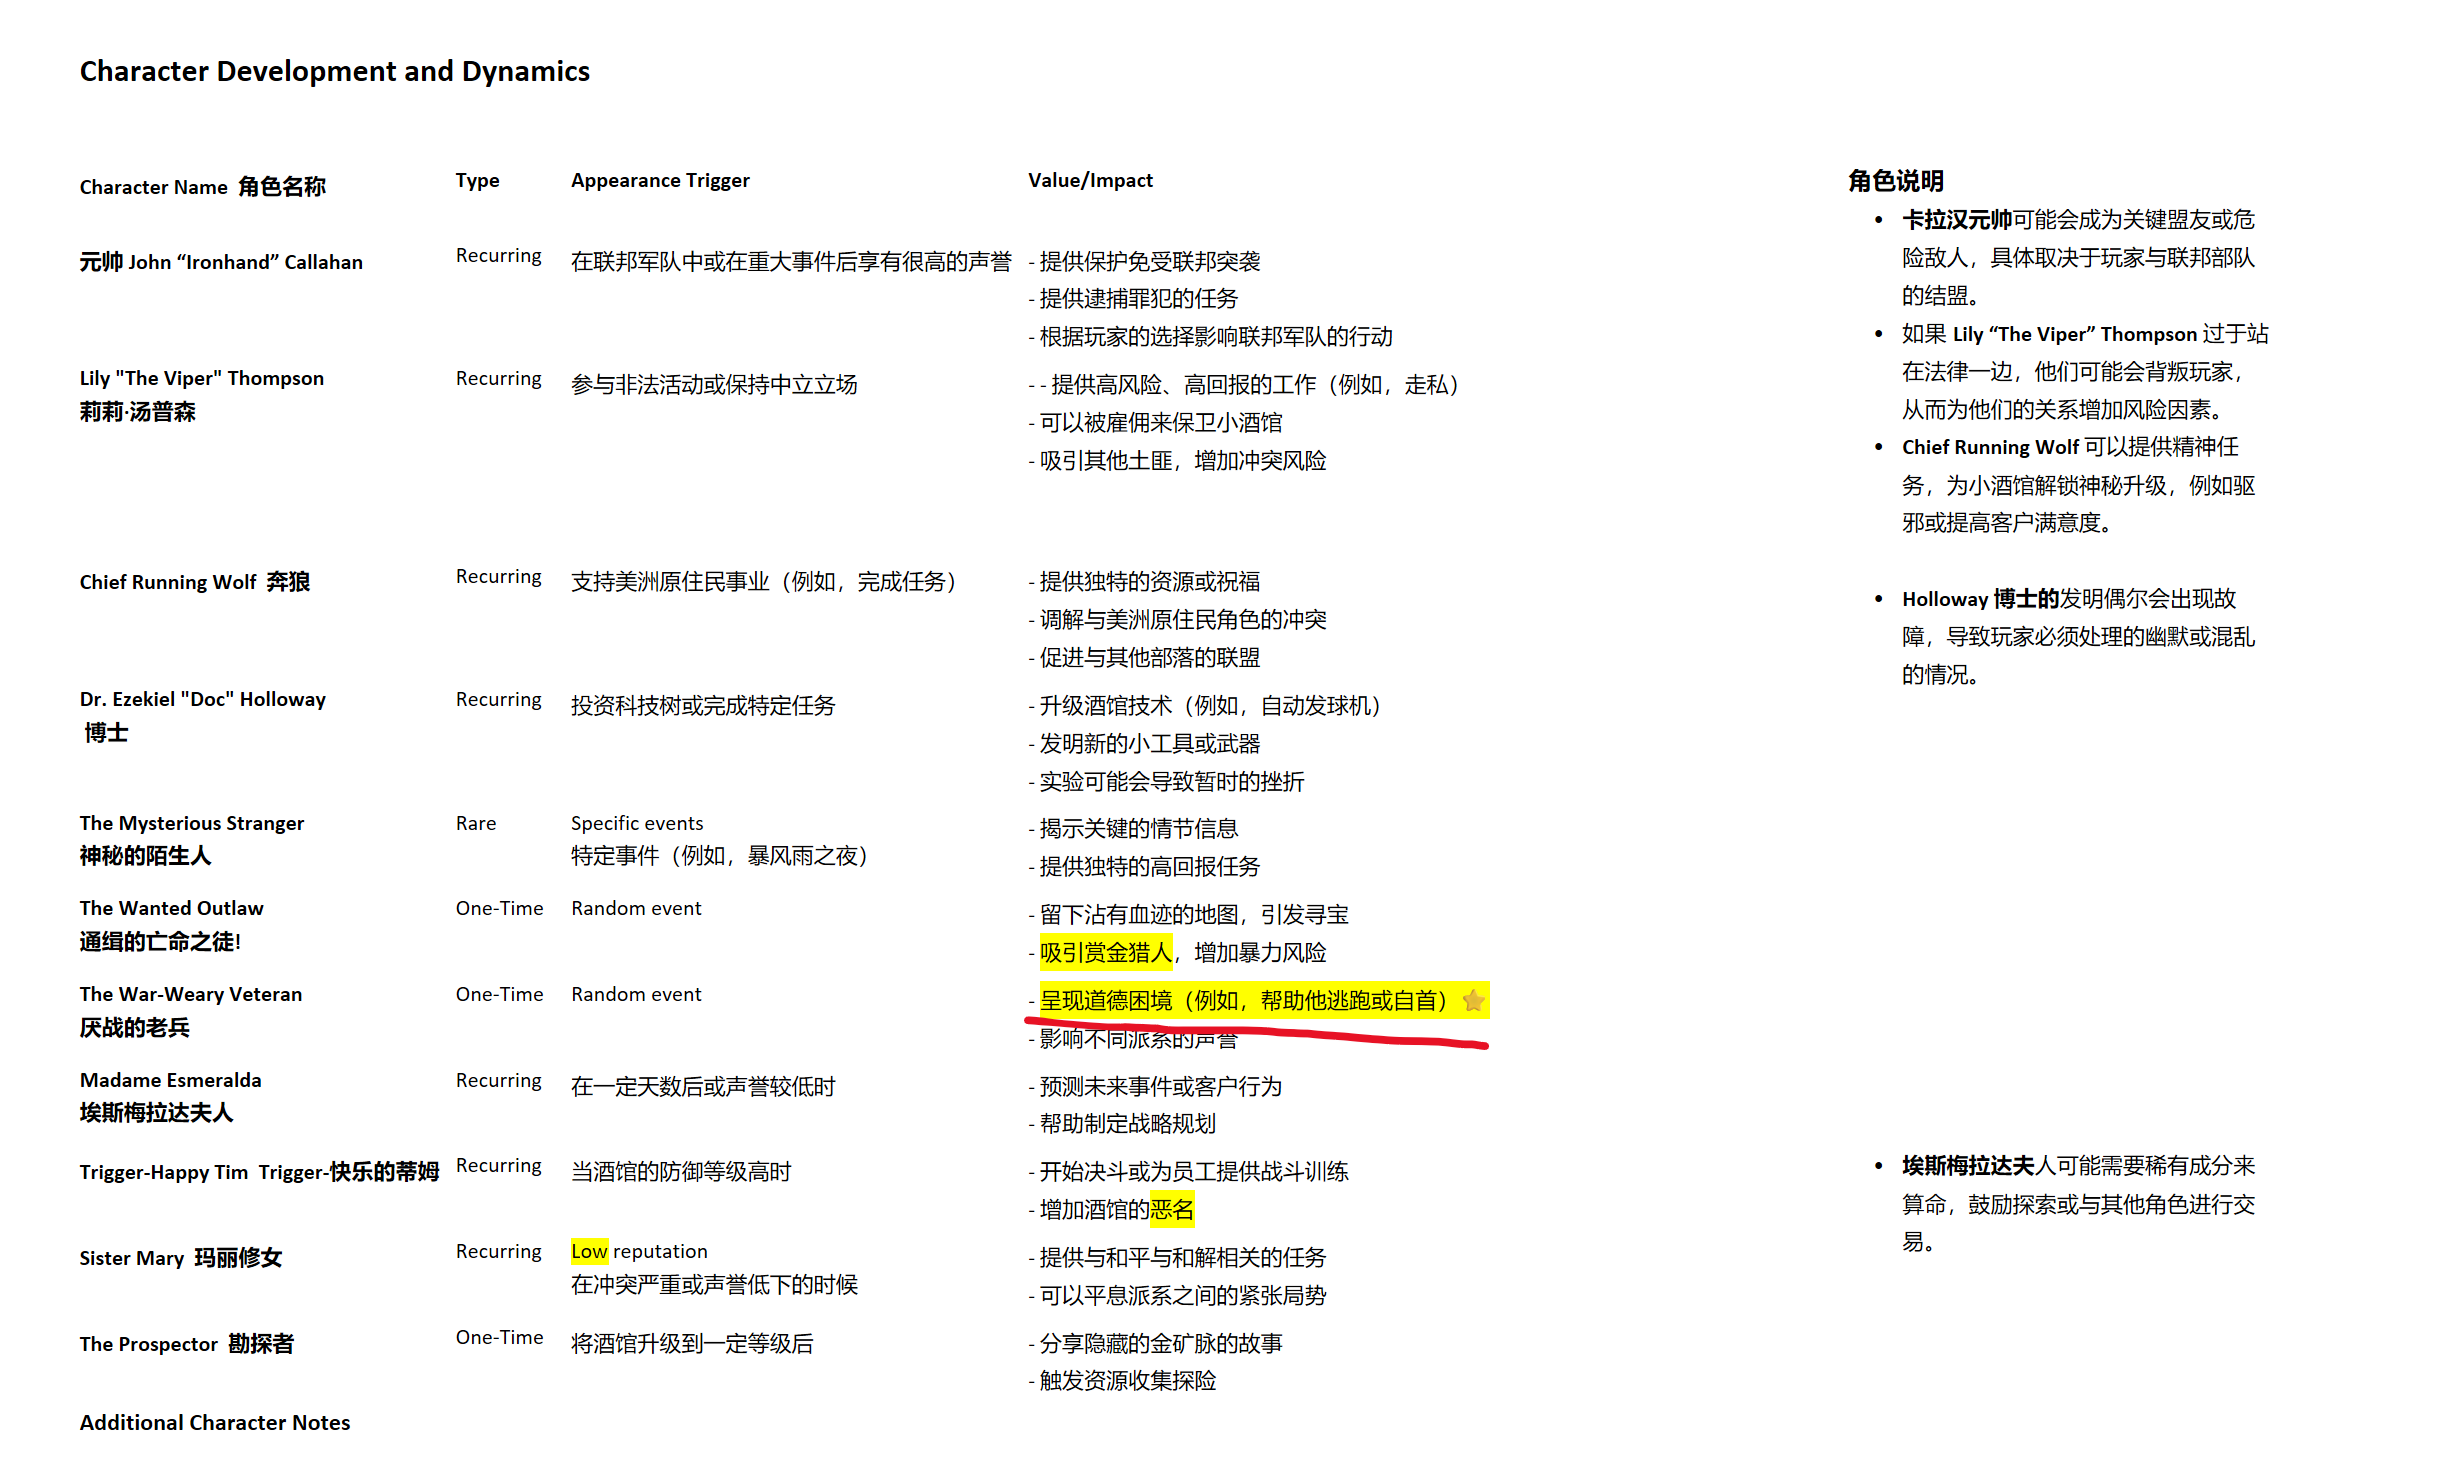 Character Development and Dynamics
Character Name 角色名称
Type
Appearance Trigger
Value/Impact
元帅 John “Ironhand” Callahan
Recurring
在联邦军队中或在重大事件后享有很高的声誉
- 提供保护免受联邦突袭
- 提供逮捕罪犯的任务
- 根据玩家的选择影响联邦军队的行动
Lily "The Viper" Thompson
莉莉·汤普森
Recurring
参与非法活动或保持中立立场
- - 提供高风险、高回报的工作（例如，走私）
- 可以被雇佣来保卫小酒馆
- 吸引其他土匪，增加冲突风险
Chief Running Wolf 奔狼
Recurring
支持美洲原住民事业（例如，完成任务）
- 提供独特的资源或祝福
- 调解与美洲原住民角色的冲突
- 促进与其他部落的联盟
Dr. Ezekiel "Doc" Holloway
博士
Recurring
投资科技树或完成特定任务
- 升级酒馆技术（例如，自动发球机）
- 发明新的小工具或武器
- 实验可能会导致暂时的挫折
The Mysterious Stranger
神秘的陌生人
Rare
Specific events
特定事件（例如，暴风雨之夜）
- 揭示关键的情节信息
- 提供独特的高回报任务
The Wanted Outlaw
通缉的亡命之徒!
One-Time
Random event
- 留下沾有血迹的地图，引发寻宝
- 吸引赏金猎人，增加暴力风险
The War-Weary Veteran
厌战的老兵
One-Time
Random event
- 呈现道德困境（例如，帮助他逃跑或自首）⭐
- 影响不同派系的声誉
Madame Esmeralda
埃斯梅拉达夫人
Recurring
在一定天数后或声誉较低时
- 预测未来事件或客户行为
- 帮助制定战略规划
Trigger-Happy Tim Trigger-快乐的蒂姆
Recurring
当酒馆的防御等级高时
- 开始决斗或为员工提供战斗训练
- 增加酒馆的恶名
Sister Mary 玛丽修女
Recurring
Low reputation
在冲突严重或声誉低下的时候
- 提供与和平与和解相关的任务
- 可以平息派系之间的紧张局势
The Prospector 勘探者
One-Time
将酒馆升级到一定等级后
- 分享隐藏的金矿脉的故事
- 触发资源收集探险
Additional Character Notes
角色说明
• 卡拉汉元帅可能会成为关键盟友或危
险敌人，具体取决于玩家与联邦部队
的结盟。
• 如果 Lily “The Viper” Thompson 过于站
在法律一边，他们可能会背叛玩家，
从而为他们的关系增加风险因素。
• Chief Running Wolf 可以提供精神任
务，为小酒馆解锁神秘升级，例如驱
邪或提高客户满意度。
• Holloway 博士的发明偶尔会出现故
障，导致玩家必须处理的幽默或混乱
的情况。
• 埃斯梅拉达夫人可能需要稀有成分来
算命，鼓励探索或与其他角色进行交
易。